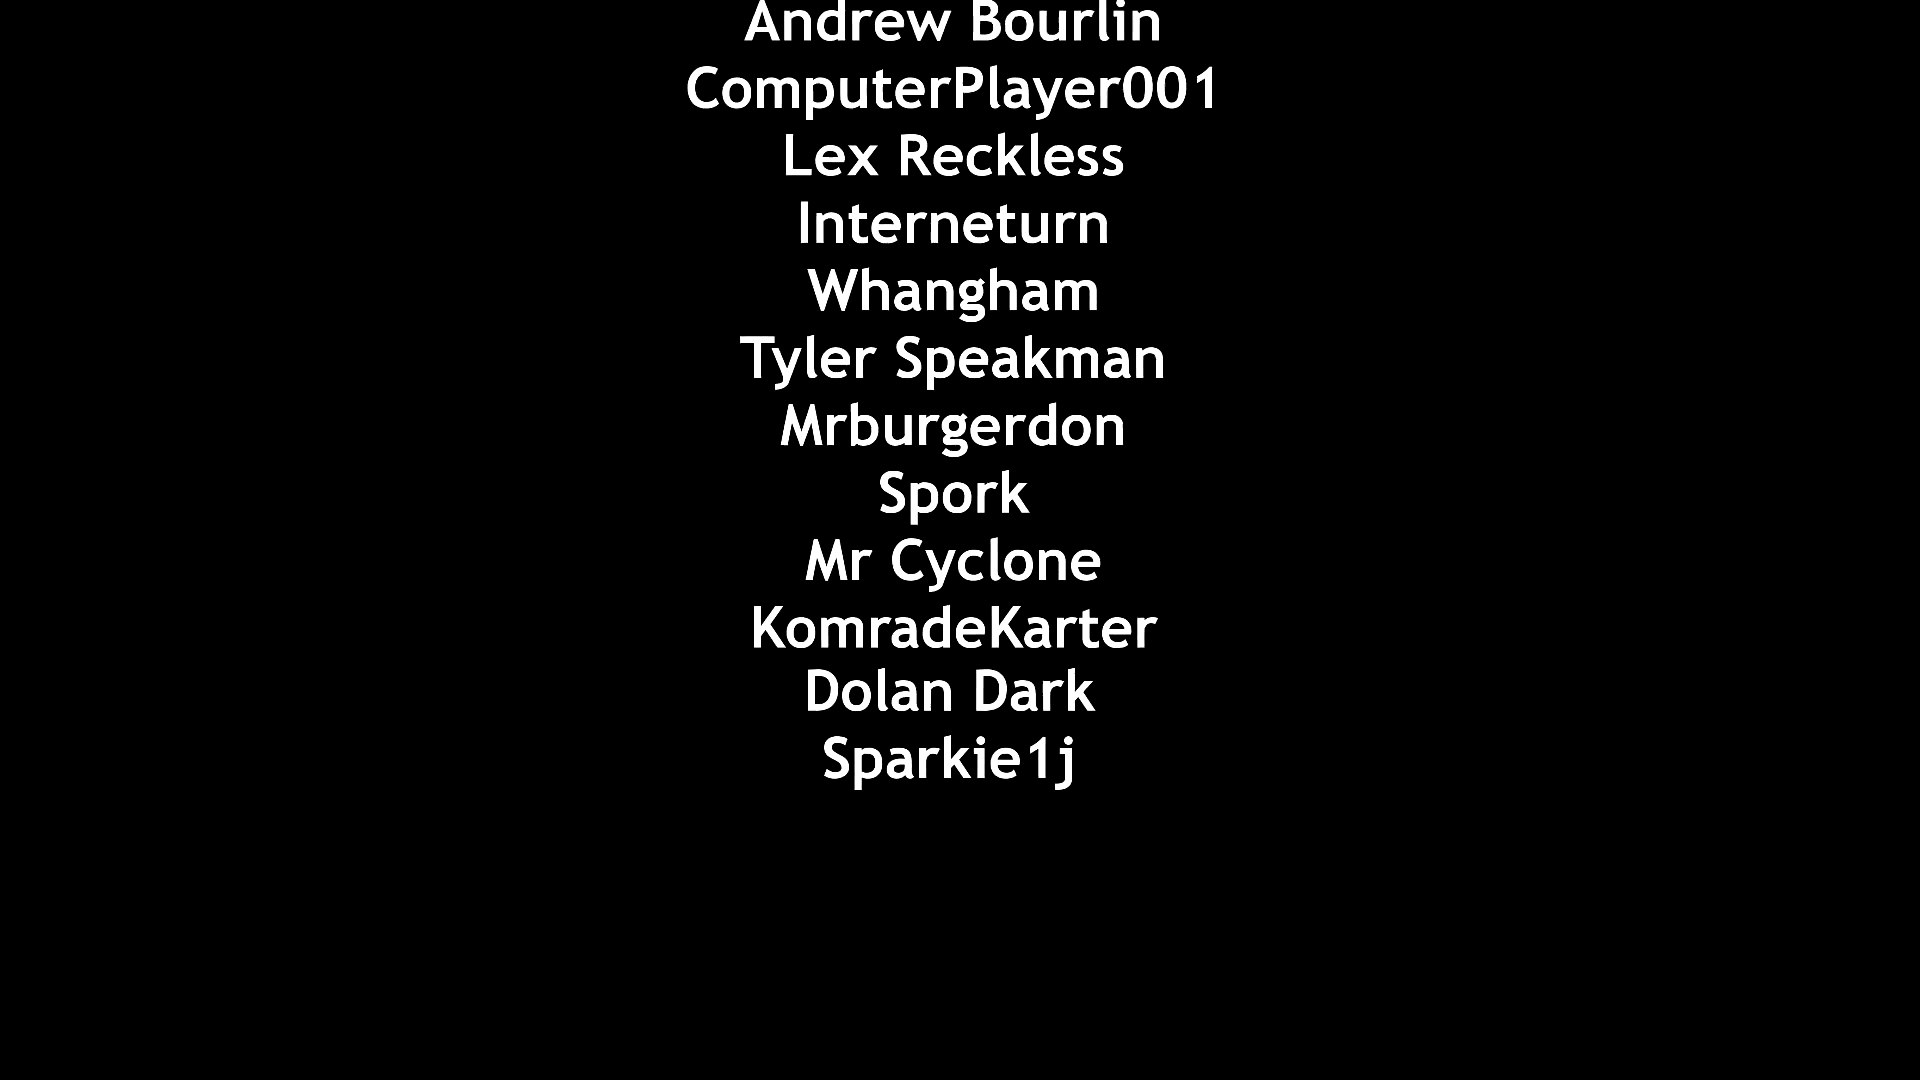 Andrew Bourlin
ComputerPlayer001
Lex Reckless
Interneturn
Whangham
Tyler Speakman
Mrburgerdon
Spork
Mr Cyclone
KomradeKarter
Dolan Dark
Sparkie1j